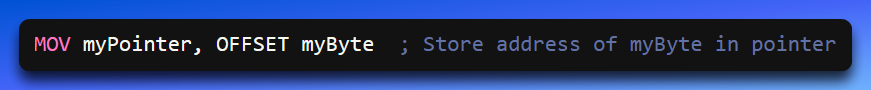 MOV myPointer, OFFSET myByte  ; Store address of myByte in pointer